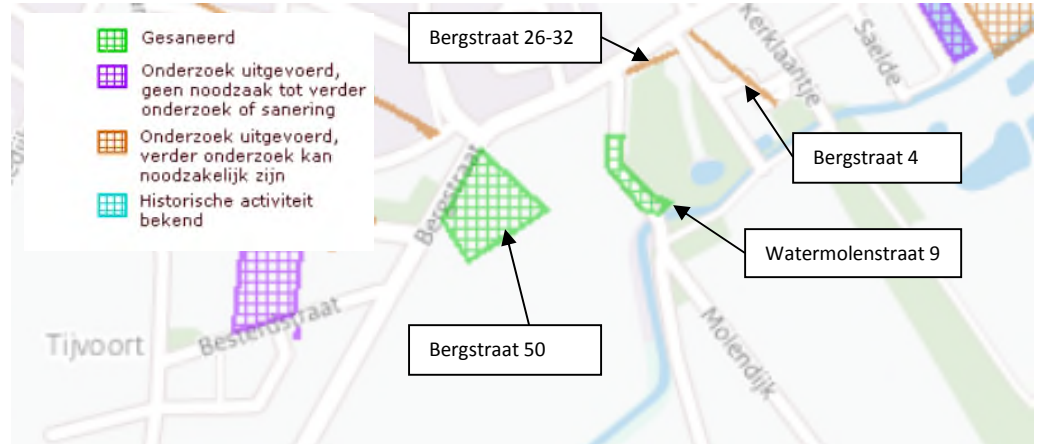 Gesaneerd
Onderzoek uitgevoerd,
geen noodzaak tot verder
onderzoek of sanering
Onderzoek uitgevoerd,
verder onderzoek kan
noodzakelijk zijn
Historische activiteit
bekend
Bergstraat 26-32
Kerklaantje
Saelde
Bergstraat 4
Bergstraat
Watermolenstraat 9
Bergstraat 50
Tijvoort
Besterdstraat
Molendijk